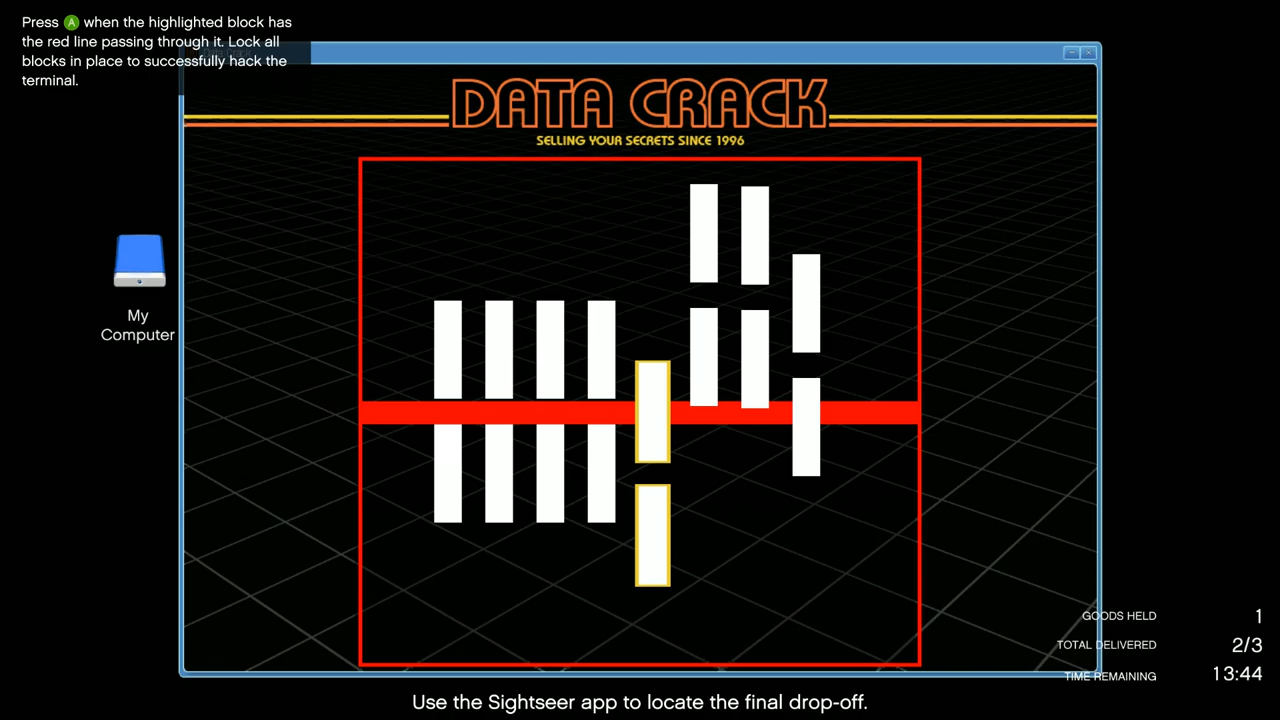 Press A when the highlighted block has
the red line passing through it. Lock all
blocks in place to successfully hack the
terminal.
DATA CRACK
SELLING YOUR SECRETS SINCE 1996
My
Computer
GOODS HELD 1
TOTAL DELIVERED 2/3
TIME REMAINING 13:44
Use the Sightseer app to locate the final drop-off.